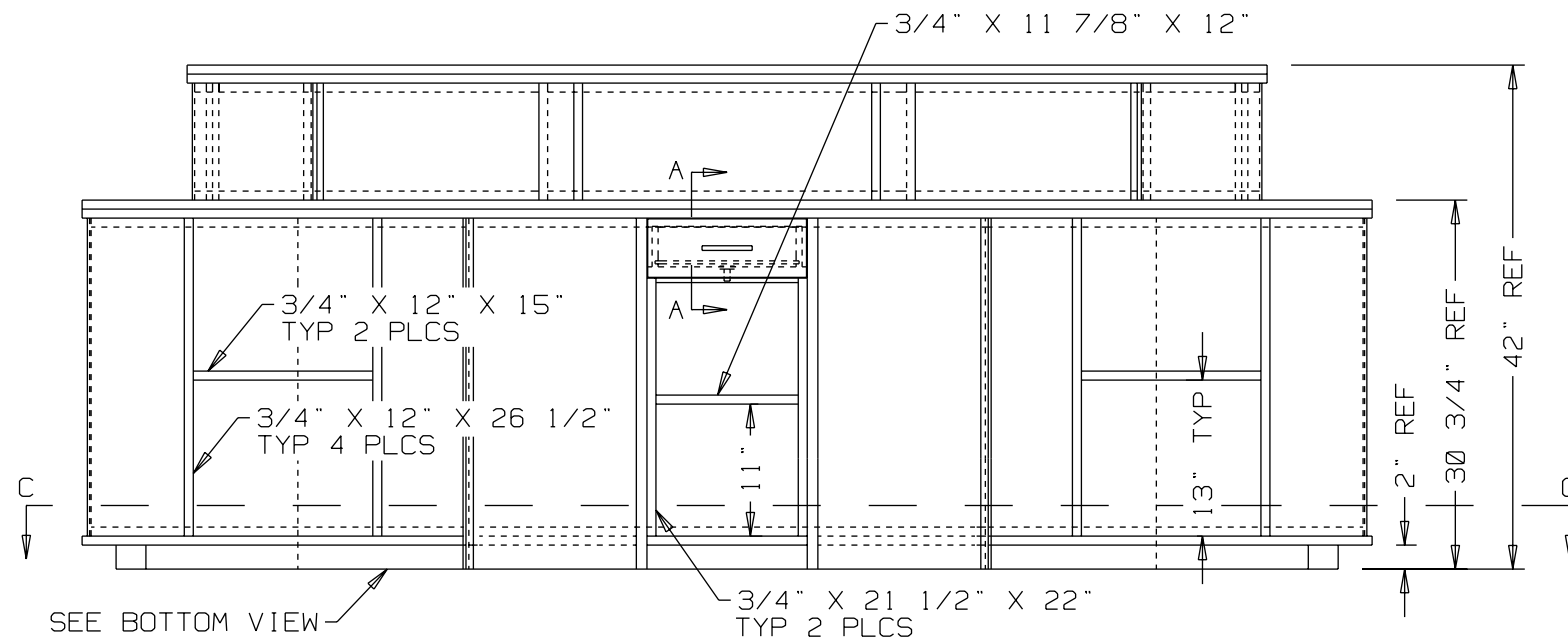 3/4" X 11 7/8" X 12"
A
A
3/4" X 12" X 15"
TYP 2 PLCS
3/4" X 12" X 26 1/2"
TYP 4 PLCS
11"
13" TYP
2" REF
30 3/4" REF
42" REF
C
SEE BOTTOM VIEW
3/4" X 21 1/2" X 22"
TYP 2 PLCS